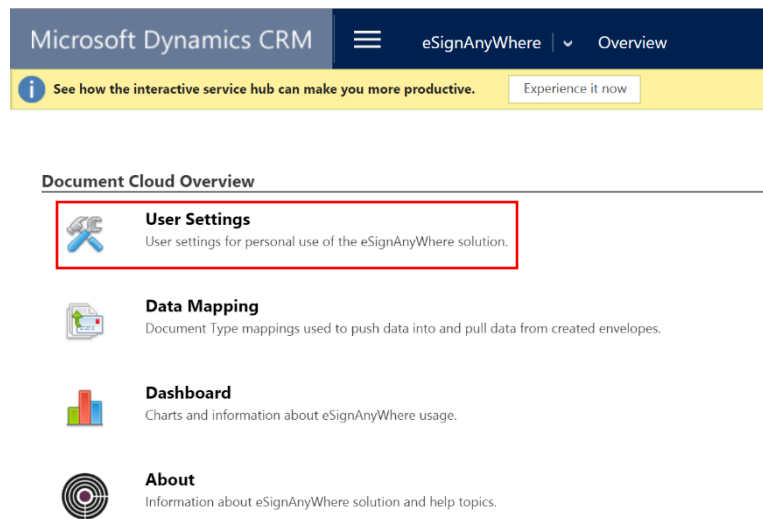 Microsoft Dynamics CRM eSignAnyWhere Overview
See how the interactive service hub can make you more productive. Experience it now
Document Cloud Overview
User Settings
User settings for personal use of the eSignAnyWhere solution.
Data Mapping
Document Type mappings used to push data into and pull data from created envelopes.
Dashboard
Charts and information about eSignAnyWhere usage.
About
Information about eSignAnyWhere solution and help topics.